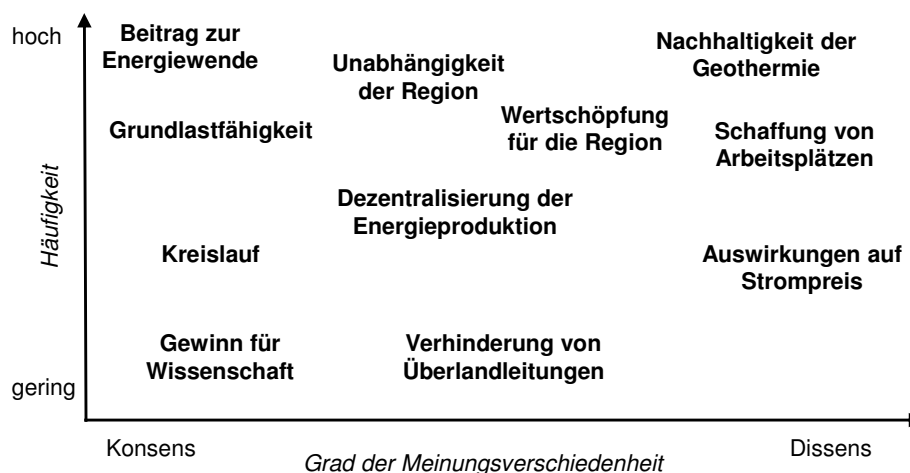 hoch
Beitrag zur
Energiewende
Unabhängigkeit
der Region
Nachhaltigkeit der
Geothermie
Grundlastfähigkeit
Wertschöpfung
für die Region
Schaffung von
Arbeitsplätzen
Häufigkeit
Dezentralisierung der
Energieproduktion
Kreislauf
Auswirkungen auf
Strompreis
Gewinn für
Wissenschaft
Verhinderung von
Überlandleitungen
gering
Konsens
Grad der Meinungsverschiedenheit
Dissens